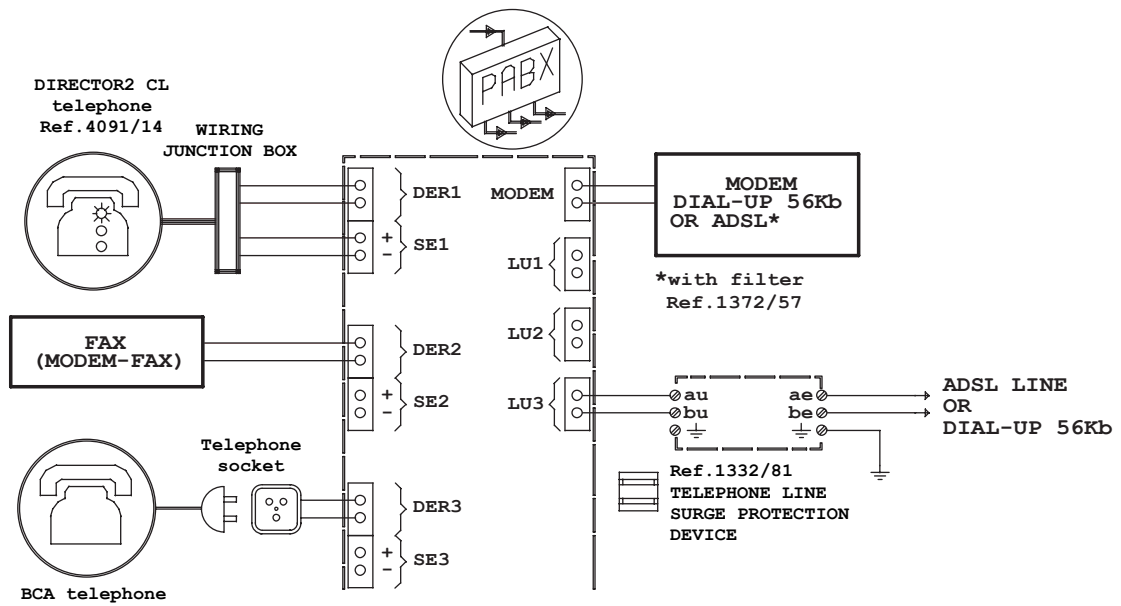 PABX
DIRECTOR2 CL
telephone
Ref.4091/14
WIRING
JUNCTION BOX
DER1
+
-
SE1
MODEM
LU1
MODEM
DIAL-UP 56Kb
OR ADSL*
*with filter
Ref.1372/57
FAX
(MODEM-FAX)
DER2
+
-
SE2
LU2
LU3
au
bu
ae
be
ADSL LINE
OR
DIAL-UP 56Kb
Ref.1332/81
TELEPHONE LINE
SURGE PROTECTION
DEVICE
Telephone
socket
DER3
+
-
SE3
BCA telephone